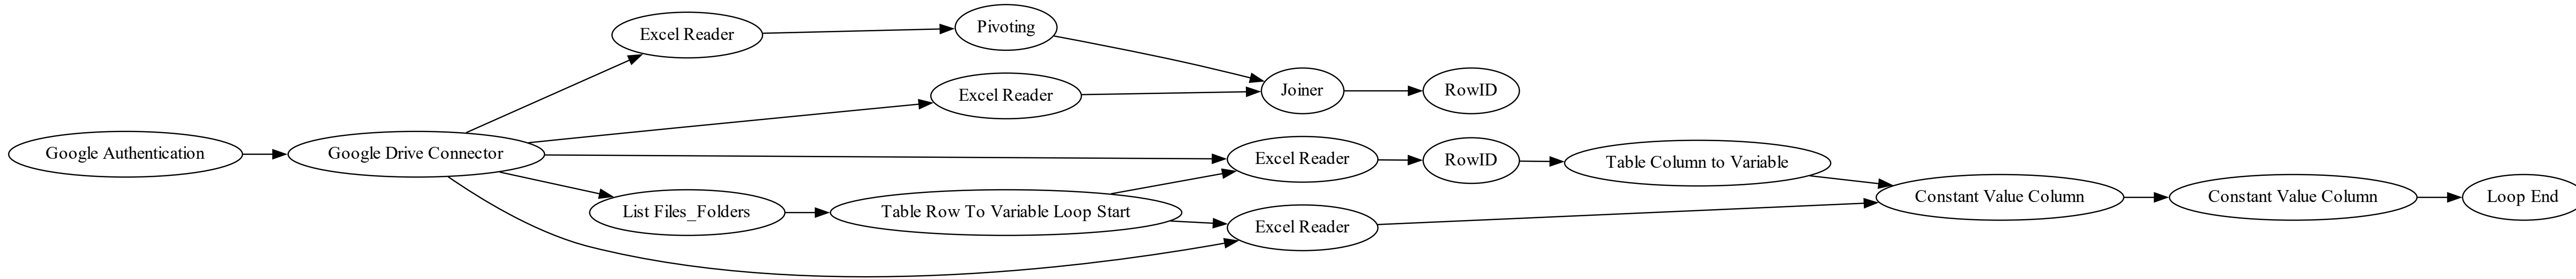 Google Authentication
Google Drive Connector
Excel Reader
Pivoting
Excel Reader
Joiner
RowID
List Files_Folders
Table Row To Variable Loop Start
Excel Reader
Excel Reader
RowID
Table Column to Variable
Constant Value Column
Constant Value Column
Loop End